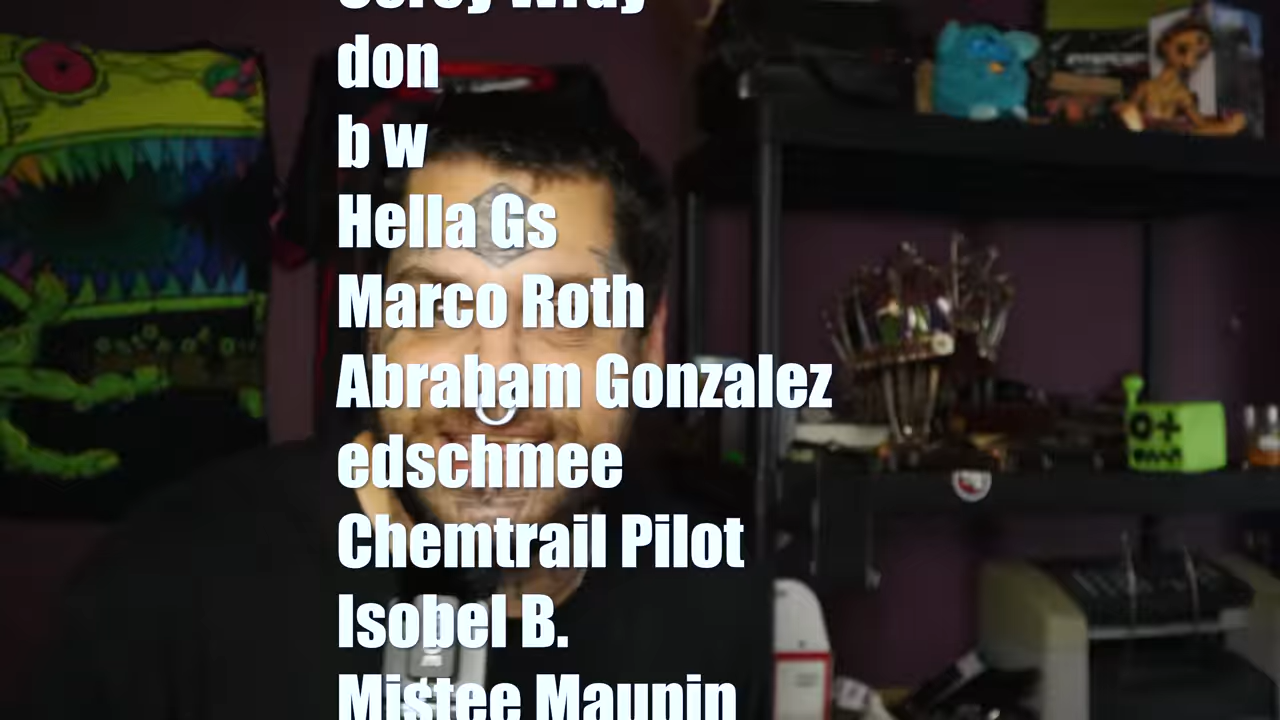 don
b w
Hella Gs
Marco Roth
Abraham Gonzalez
edschmee
Chemtrail Pilot
Isobel B.
Mistee Maupin